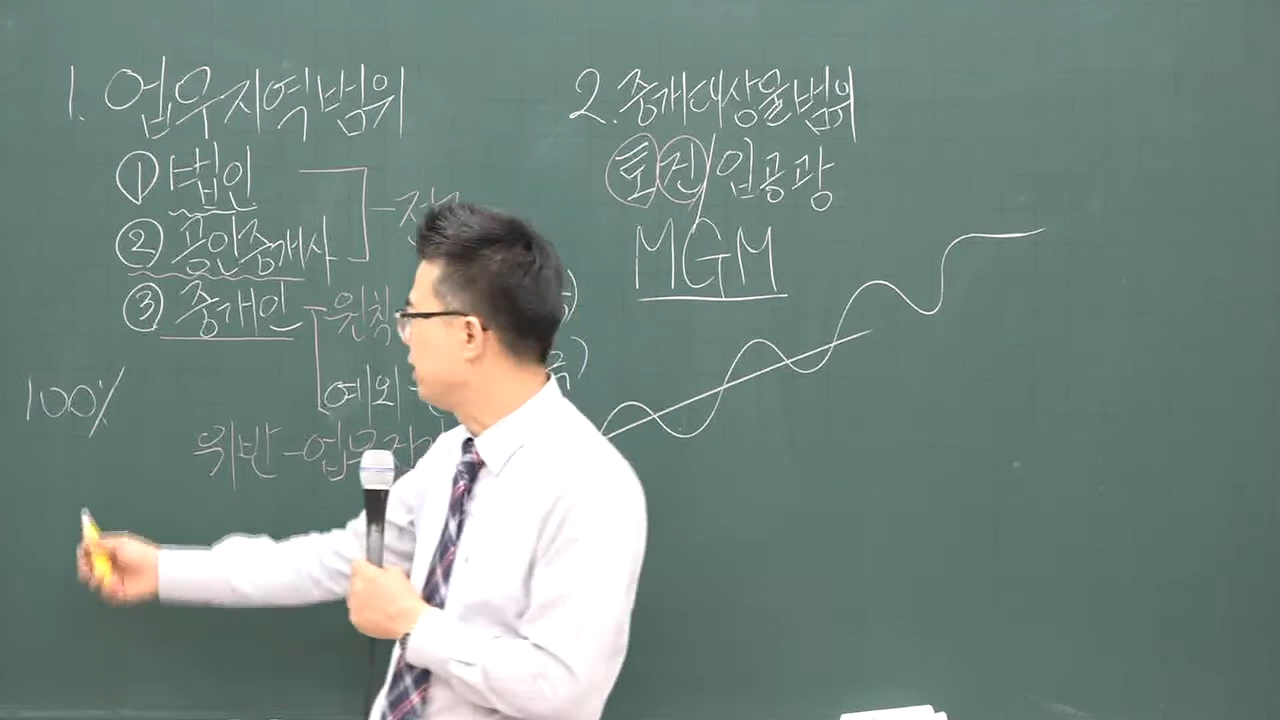 1. 업무지역범위
① 법인
② 공인중개사
③ 중개인 - 원칙
예외
위반 - 업무
100%
2. 중개대상물범위
토건/입공광
MGM